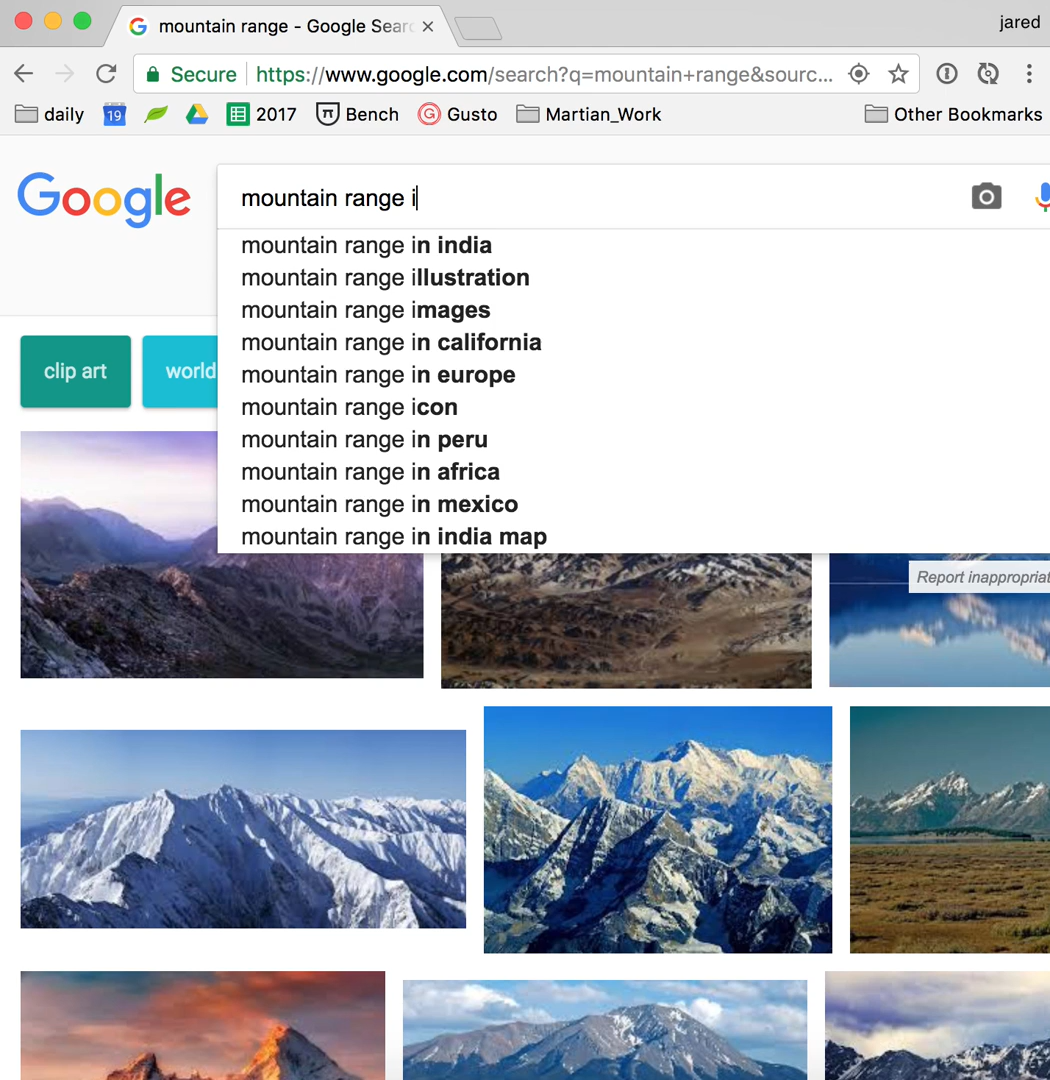 mountain range - Google Sear
jared
Secure https://www.google.com/search?q=mountain+range&sourc...
daily 19 2017 Bench G Gusto Martian_Work Other Bookmarks
Google
mountain range i
mountain range in india
mountain range illustration
mountain range images
mountain range in california
mountain range in europe
mountain range icon
mountain range in peru
mountain range in africa
mountain range in mexico
mountain range in india map
clip art
world
Report inappropriat